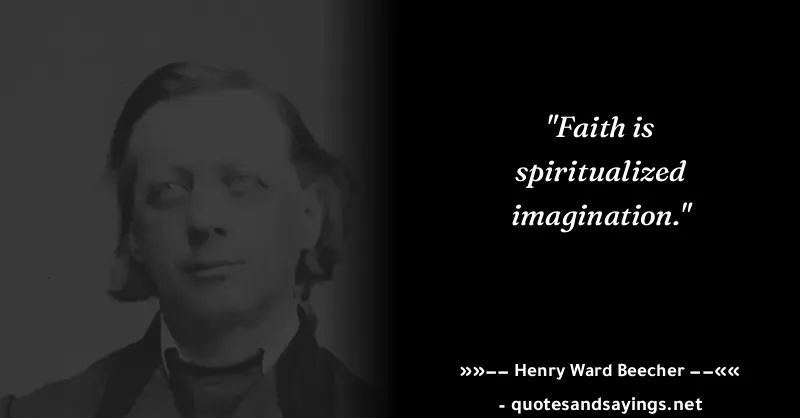 "Faith is
spiritualized
imagination."
»»−− Henry Ward Beecher −−««
- quotesandsayings.net